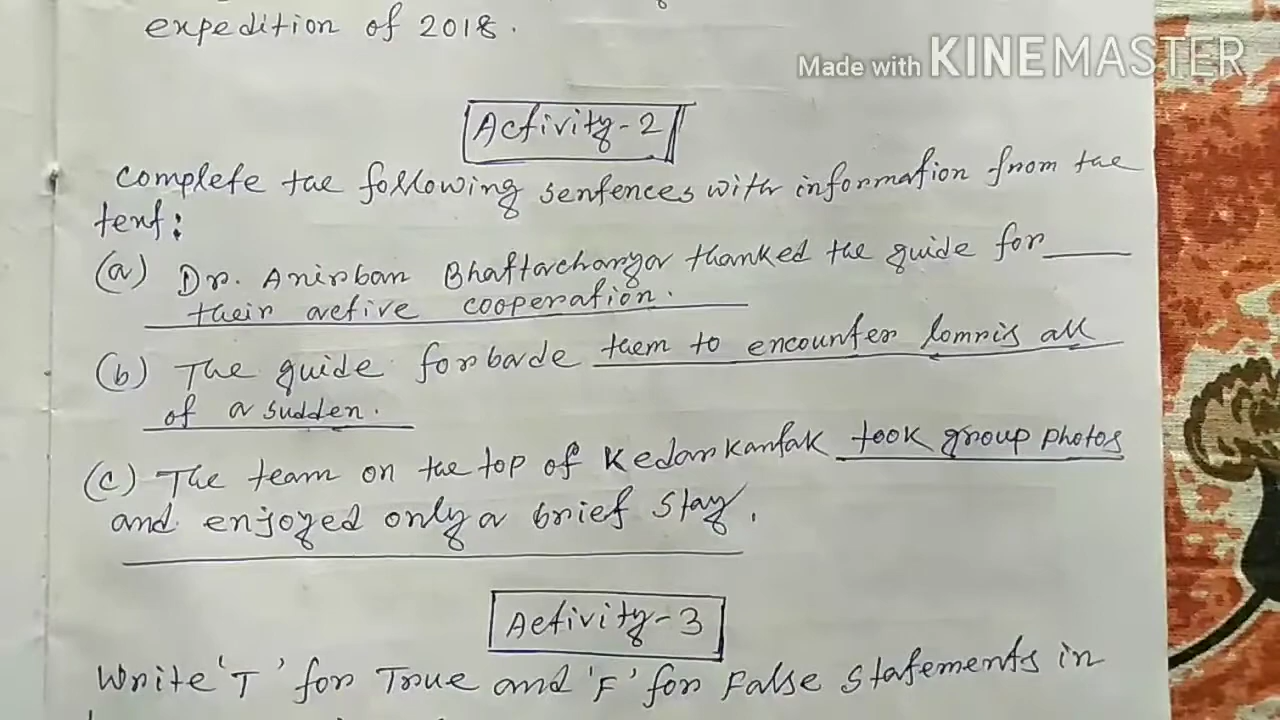 expedition of 2018.
Made with KINEMASTER
Activity-2
Complete the following sentences with information from the
text:
(a) Dr. Anirban Bhattacharya thanked the guide for
their active cooperation.
(b) The guide forbade them to encounter lomris all
of a sudden.
(c) The team on the top of Kedarkantak took group photos
and enjoyed only a brief stay.
Activity-3
Write 'T' for True and 'F' for False statements in